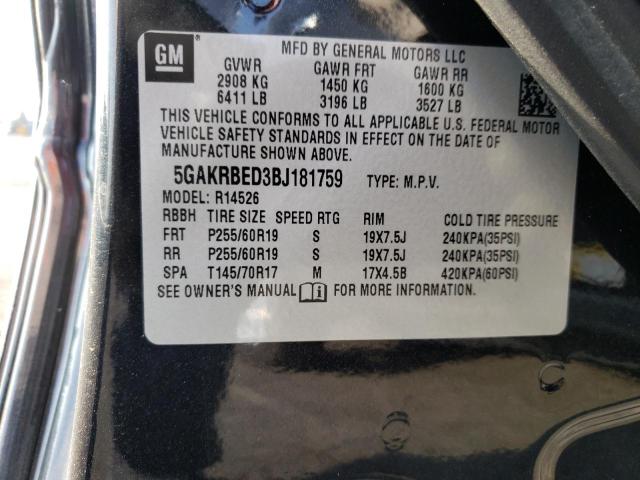 GM
MFD BY GENERAL MOTORS LLC
GVWR GAWR FRT GAWR RR
2908 KG 1450 KG 1600 KG
6411 LB 3196 LB 3527 LB
THIS VEHICLE CONFORMS TO ALL APPLICABLE U.S. FEDERAL MOTOR
VEHICLE SAFETY STANDARDS IN EFFECT ON THE DATE OF
MANUFACTURE SHOWN ABOVE.
5GAKRBED3BJ181759 TYPE: M.P.V.
MODEL: R14526
RBBH TIRE SIZE SPEED RTG RIM COLD TIRE PRESSURE
FRT P255/60R19 S 19X7.5J 240KPA(35PSI)
RR P255/60R19 S 19X7.5J 240KPA(35PSI)
SPA T145/70R17 M 17X4.5B 420KPA(60PSI)
SEE OWNER'S MANUAL FOR MORE INFORMATION.